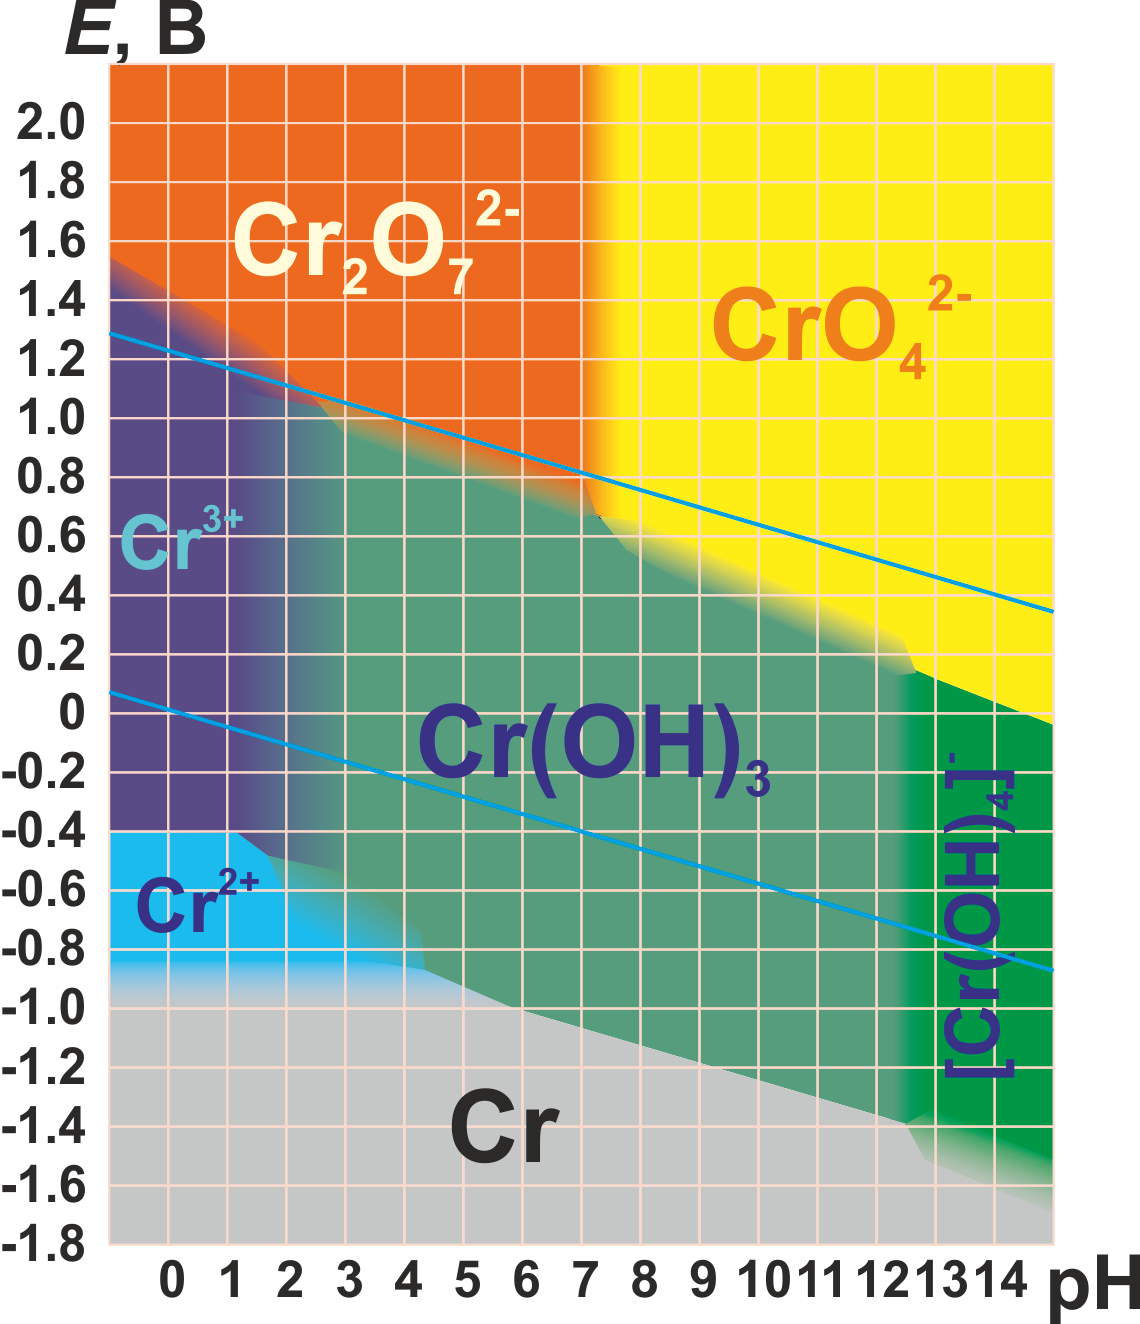 E, В
2.0
1.8
1.6
1.4
1.2
1.0
0.8
0.6
0.4
0.2
0
-0.2
-0.4
-0.6
-0.8
-1.0
-1.2
-1.4
-1.6
-1.8
Cr₂O₇²⁻
CrO₄²⁻
Cr³⁺
Cr(OH)₃
[Cr(OH)₄]⁻
Cr²⁺
Cr
0 1 2 3 4 5 6 7 8 9 10 11 12 13 14 pH